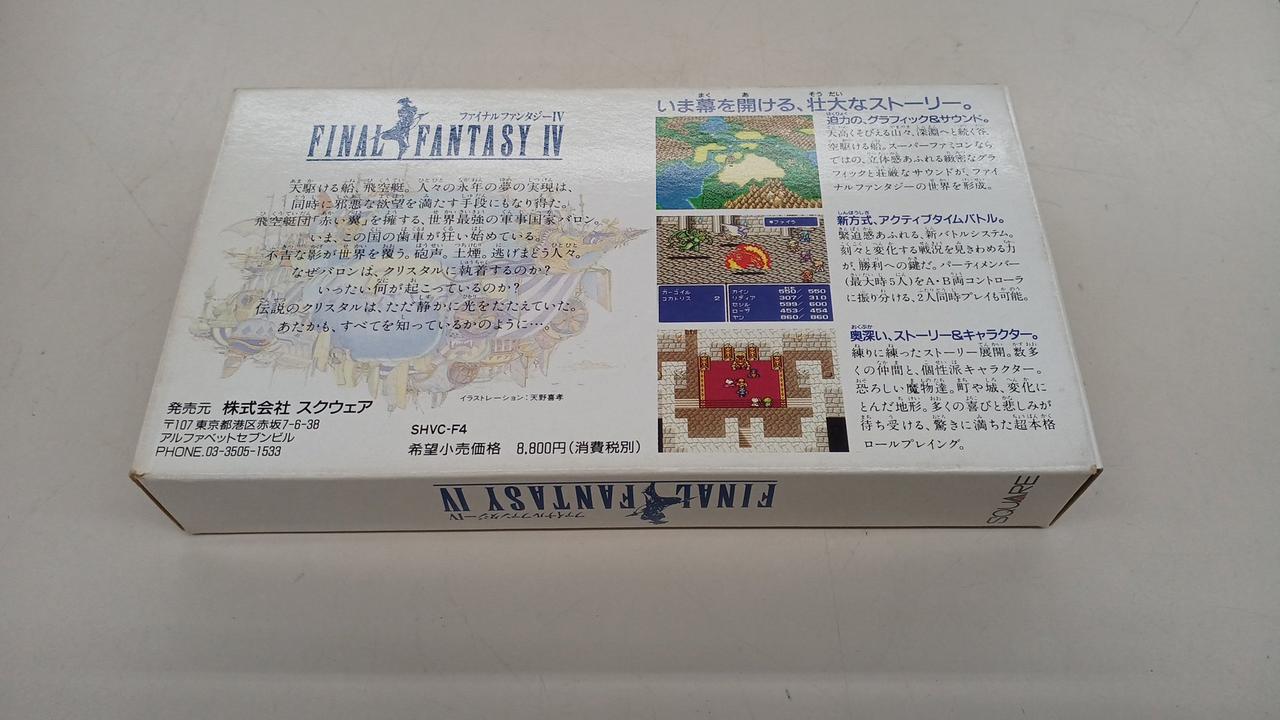 ファイナルファンタジーIV
FINAL FANTASY IV
天駆ける船、飛空艇。人々の永年の夢の実現は、
同時に邪悪な欲望を満たす手段にもなり得た。
飛空艇団「赤い翼」を擁する、世界最強の軍事国家バロン。
いま、この国の歯車が狂い始めている。
不吉な影が世界を覆う。砲声。土煙。逃げまどう人々。
なぜバロンは、クリスタルに執着するのか?
いったい何が起こっているのか?
伝説のクリスタルは、ただ静かに光をたたえていた。
あたかも、すべてを知っているかのように…。
イラストレーション:天野喜孝
発売元 株式会社 スクウェア
〒107 東京都港区赤坂7-6-38
アルファベットセブンビル
PHONE.03-3505-1533
SHVC-F4
希望小売価格 8,800円(消費税別)
いま幕を開ける、壮大なストーリー。
迫力の、グラフィック&サウンド。
天高くそびえる山々、深淵へと続く谷、
空駆ける船。スーパーファミコンなら
ではの、立体感あふれる緻密なグラ
フィックと荘厳なサウンドが、ファイ
ナルファンタジーの世界を形成。
ファイラ
ガーゴイル
コカトリス 2
カイン 550/ 550
リディア 307/ 310
セシル 599/ 600
ローザ 453/ 454
ヤン 860/ 860
新方式、アクティブタイムバトル。
緊迫感あふれる、新バトルシステム。
刻々と変化する戦況を見きわめる力
が、勝利への鍵だ。パーティメンバー
(最大時5人)をA・B両コントローラ
に振り分ける、2人同時プレイも可能。
奥深い、ストーリー&キャラクター。
練りに練ったストーリー展開。数多
くの仲間と、個性派キャラクター。
恐ろしい魔物達。町や城、変化に
とんだ地形。多くの喜びと悲しみが
待ち受ける、驚きに満ちた超本格
ロールプレイング。
ファイナルファンタジーIV
FINAL FANTASY IV
SQUARE